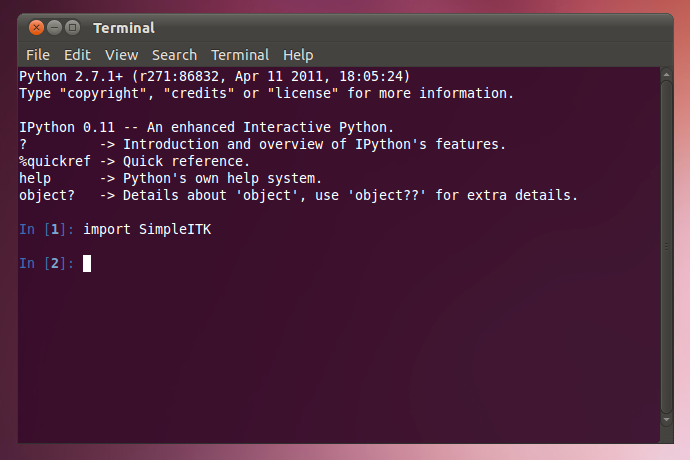 Terminal
File Edit View Search Terminal Help
Python 2.7.1+ (r271:86832, Apr 11 2011, 18:05:24)
Type "copyright", "credits" or "license" for more information.
IPython 0.11 -- An enhanced Interactive Python.
?         -> Introduction and overview of IPython's features.
%quickref -> Quick reference.
help      -> Python's own help system.
object?   -> Details about 'object', use 'object??' for extra details.
In [1]: import SimpleITK
In [2]: